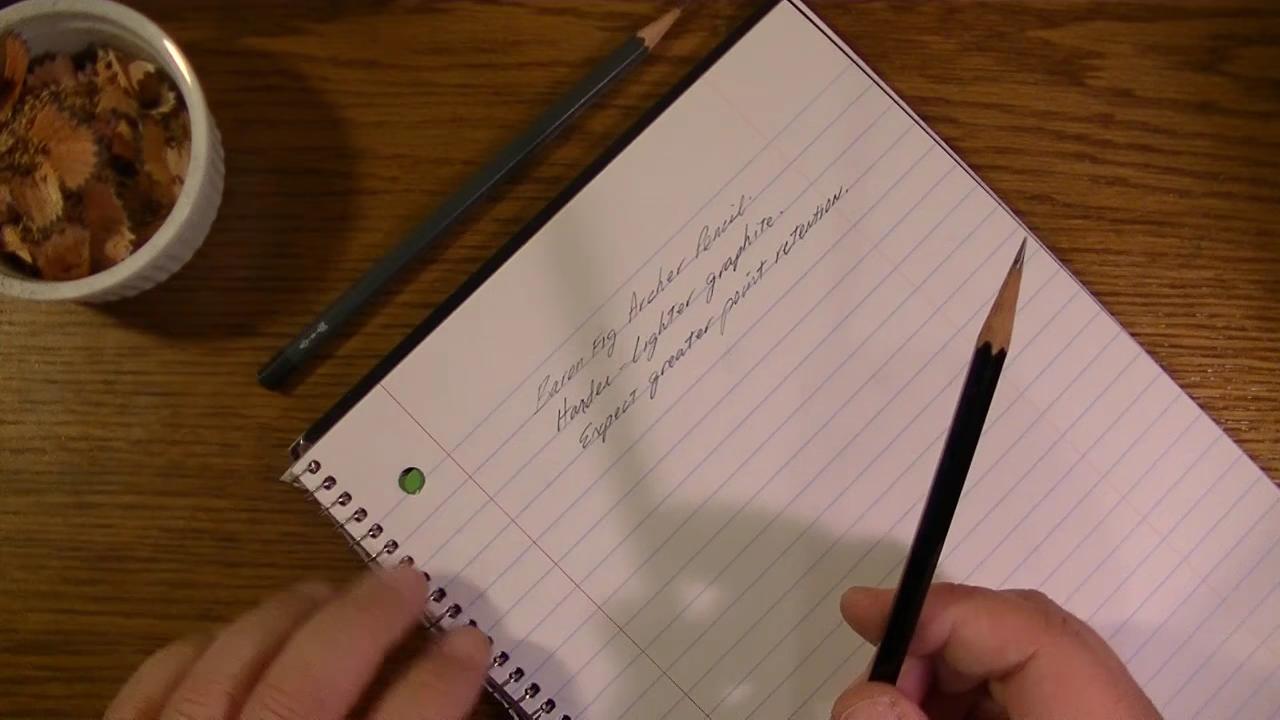 Baron Fig Archer Pencil.
Harder - Lighter graphite.
Expect greater point retention.